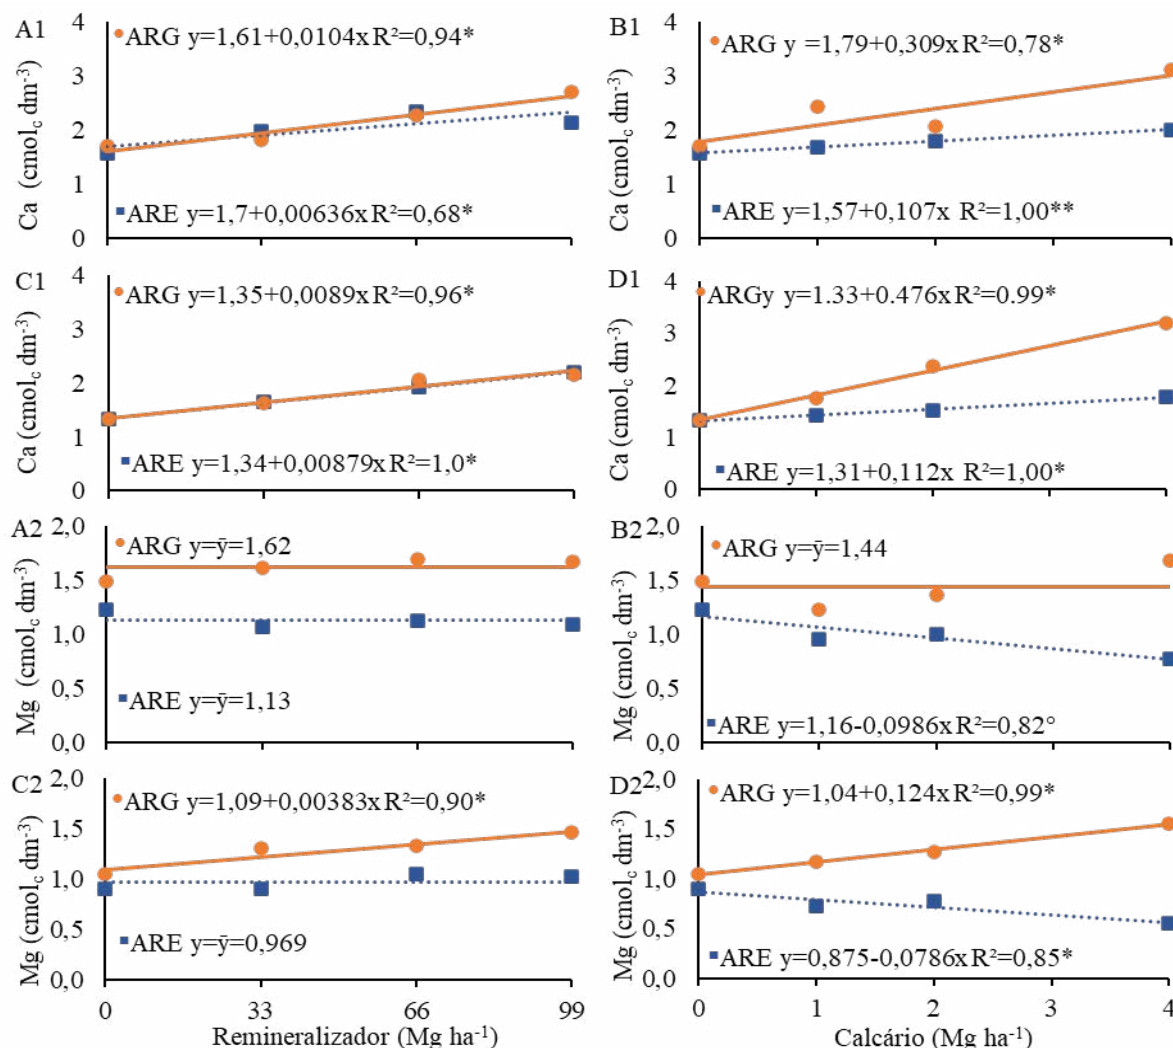 A1
ARG y=1,61+0,0104x R²=0,94*
Ca (cmol_c dm⁻³)
4
3
2
1
0
ARE y=1,7+0,00636x R²=0,68*
B1
ARG y =1,79+0,309x R²=0,78*
Ca (cmol_c dm⁻³)
4
3
2
1
0
ARE y=1,57+0,107x R²=1,00**
C1
ARG y=1,35+0,0089x R²=0,96*
Ca (cmol_c dm⁻³)
4
3
2
1
0
ARE y=1,34+0,00879x R²=1,0*
D1
ARGy y=1.33+0.476x R²=0.99*
Ca (cmol_c dm⁻³)
4
3
2
1
0
ARE y=1,31+0,112x R²=1,00*
A2
ARG y=ȳ=1,62
Mg (cmol_c dm⁻³)
2,0
1,5
1,0
0,5
0,0
ARE y=ȳ=1,13
B2
ARG y=ȳ=1,44
Mg (cmol_c dm⁻³)
2,0
1,5
1,0
0,5
0,0
ARE y=1,16-0,0986x R²=0,82°
C2
ARG y=1,09+0,00383x R²=0,90*
Mg (cmol_c dm⁻³)
2,0
1,5
1,0
0,5
0,0
ARE y=ȳ=0,969
0 33 66 99
Remineralizador (Mg ha⁻¹)
D2
ARG y=1,04+0,124x R²=0,99*
Mg (cmol_c dm⁻³)
2,0
1,5
1,0
0,5
0,0
ARE y=0,875-0,0786x R²=0,85*
0 1 2 3 4
Calcário (Mg ha⁻¹)